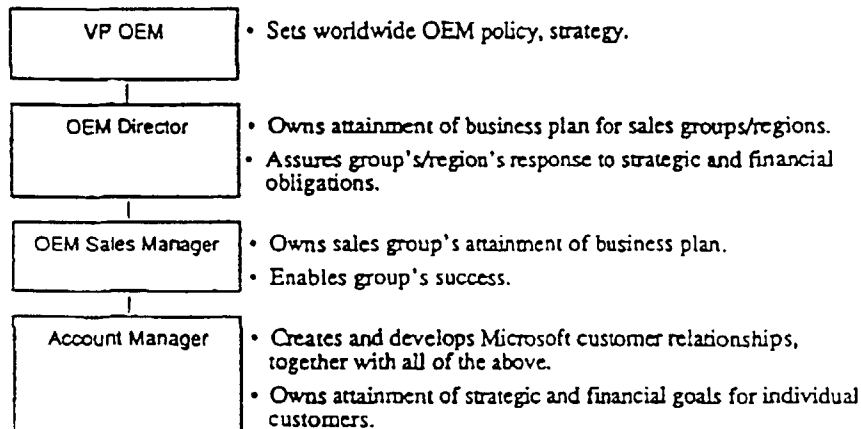 VP OEM
• Sets worldwide OEM policy, strategy.
OEM Director
• Owns attainment of business plan for sales groups/regions.
• Assures group's/region's response to strategic and financial
obligations.
OEM Sales Manager
• Owns sales group's attainment of business plan.
• Enables group's success.
Account Manager
• Creates and develops Microsoft customer relationships,
together with all of the above.
• Owns attainment of strategic and financial goals for individual
customers.